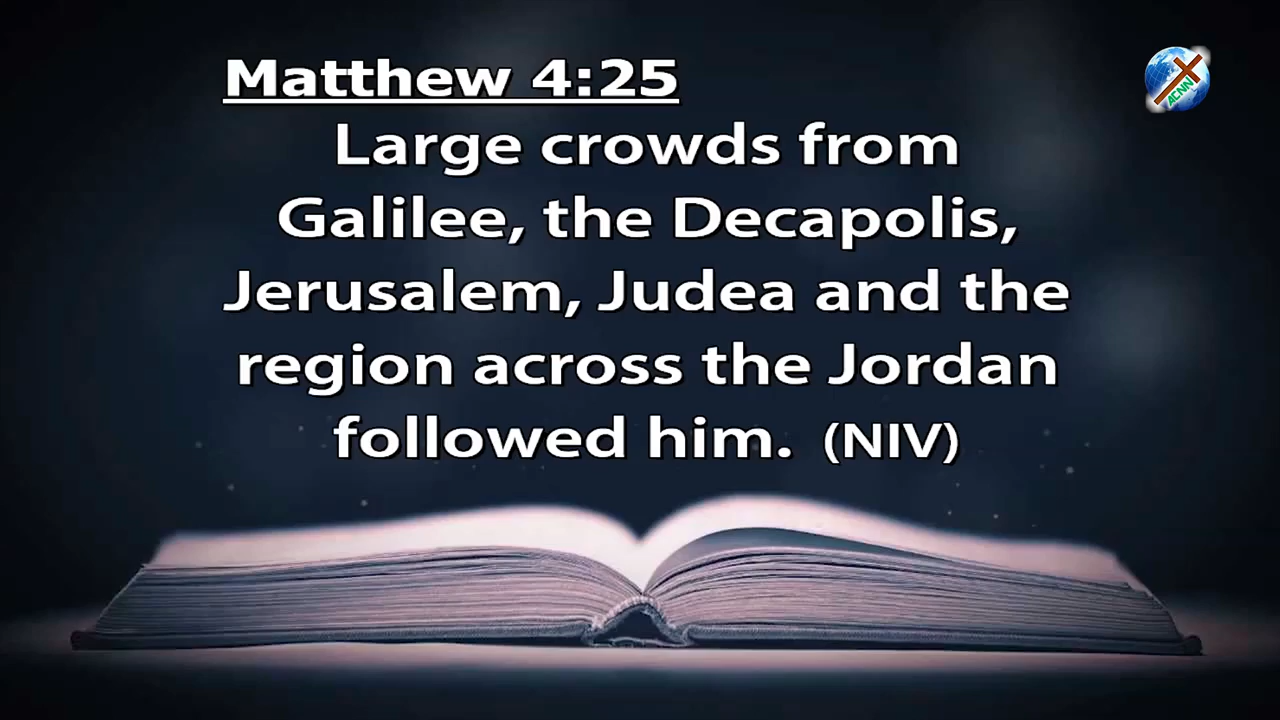 Matthew 4:25
Large crowds from
Galilee, the Decapolis,
Jerusalem, Judea and the
region across the Jordan
followed him. (NIV)
ACNN